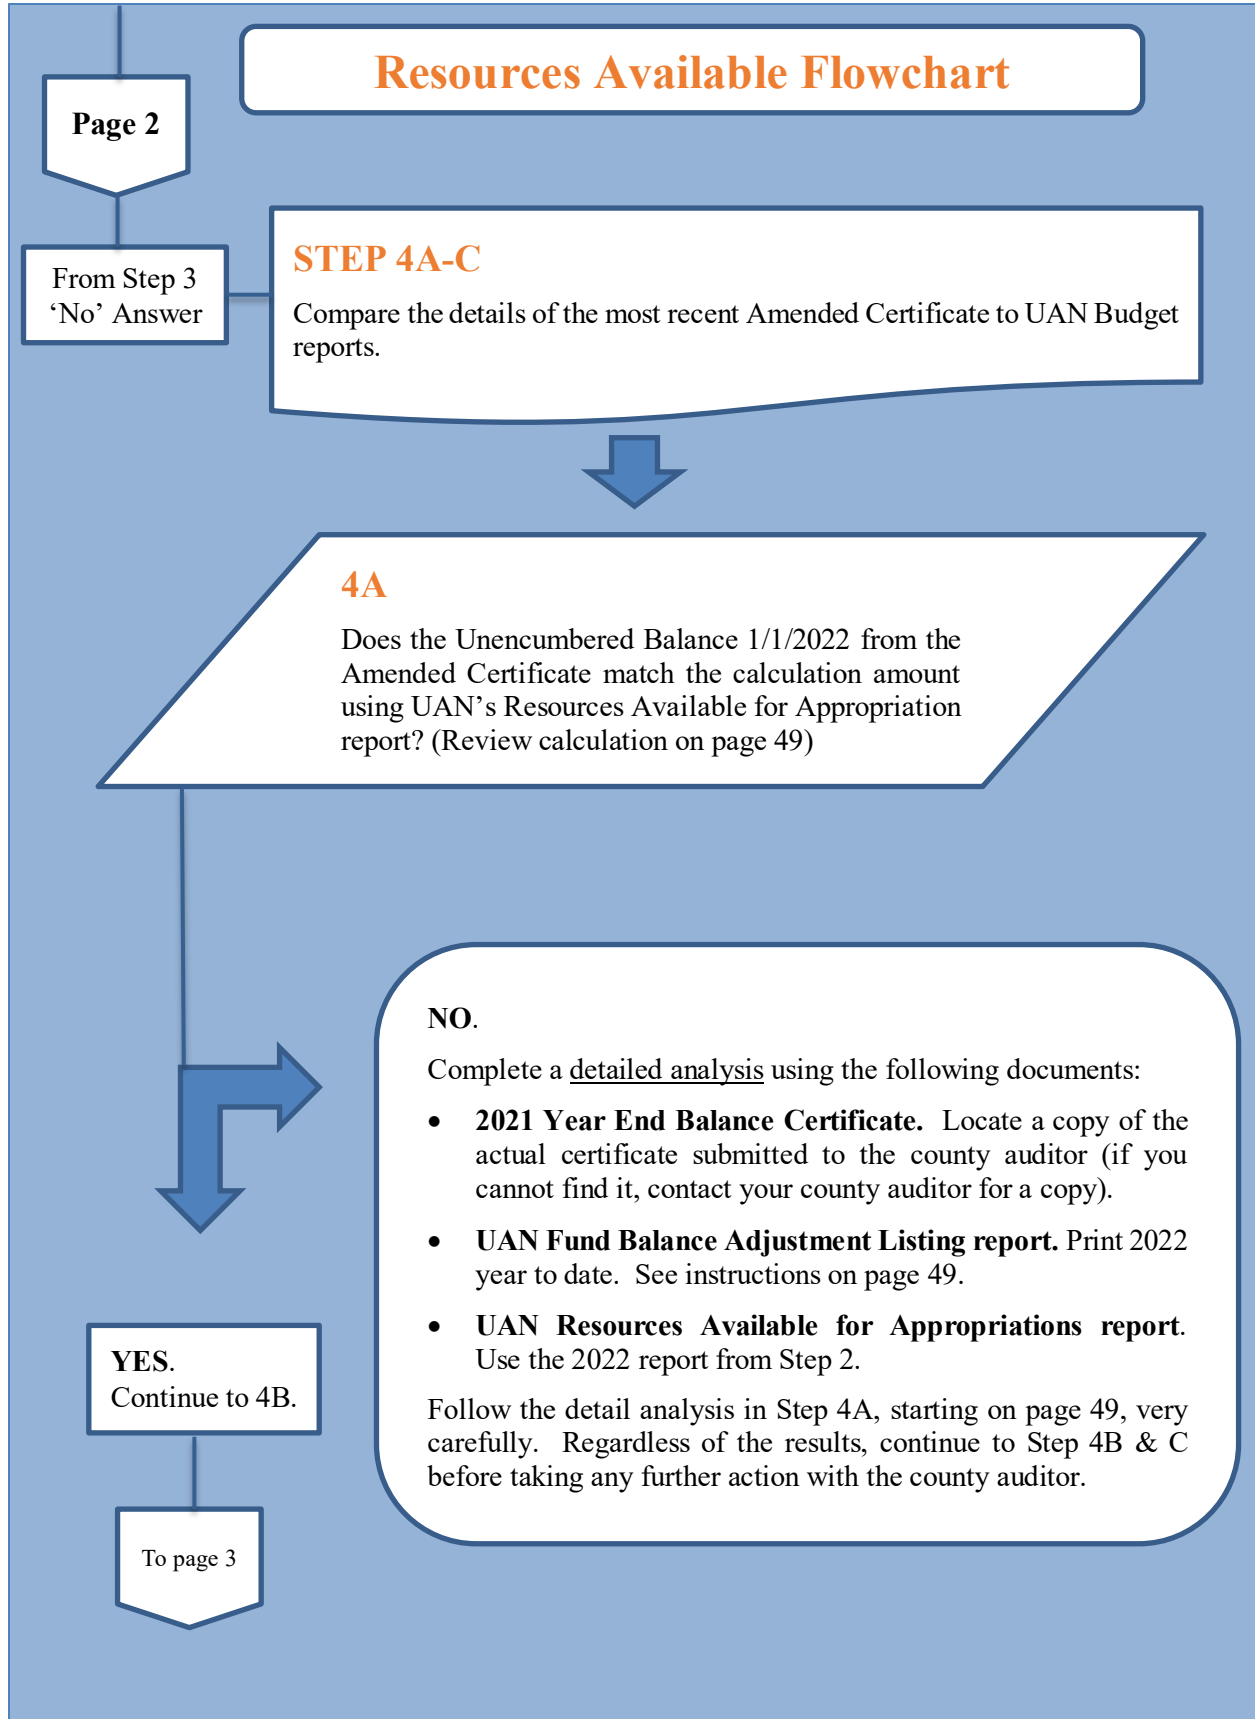 Resources Available Flowchart
Page 2
From Step 3
‘No’ Answer
STEP 4A-C
Compare the details of the most recent Amended Certificate to UAN Budget
reports.
4A
Does the Unencumbered Balance 1/1/2022 from the
Amended Certificate match the calculation amount
using UAN’s Resources Available for Appropriation
report? (Review calculation on page 49)
NO.
Complete a detailed analysis using the following documents:
• 2021 Year End Balance Certificate. Locate a copy of the
actual certificate submitted to the county auditor (if you
cannot find it, contact your county auditor for a copy).
• UAN Fund Balance Adjustment Listing report. Print 2022
year to date. See instructions on page 49.
• UAN Resources Available for Appropriations report.
Use the 2022 report from Step 2.
Follow the detail analysis in Step 4A, starting on page 49, very
carefully. Regardless of the results, continue to Step 4B & C
before taking any further action with the county auditor.
YES.
Continue to 4B.
To page 3